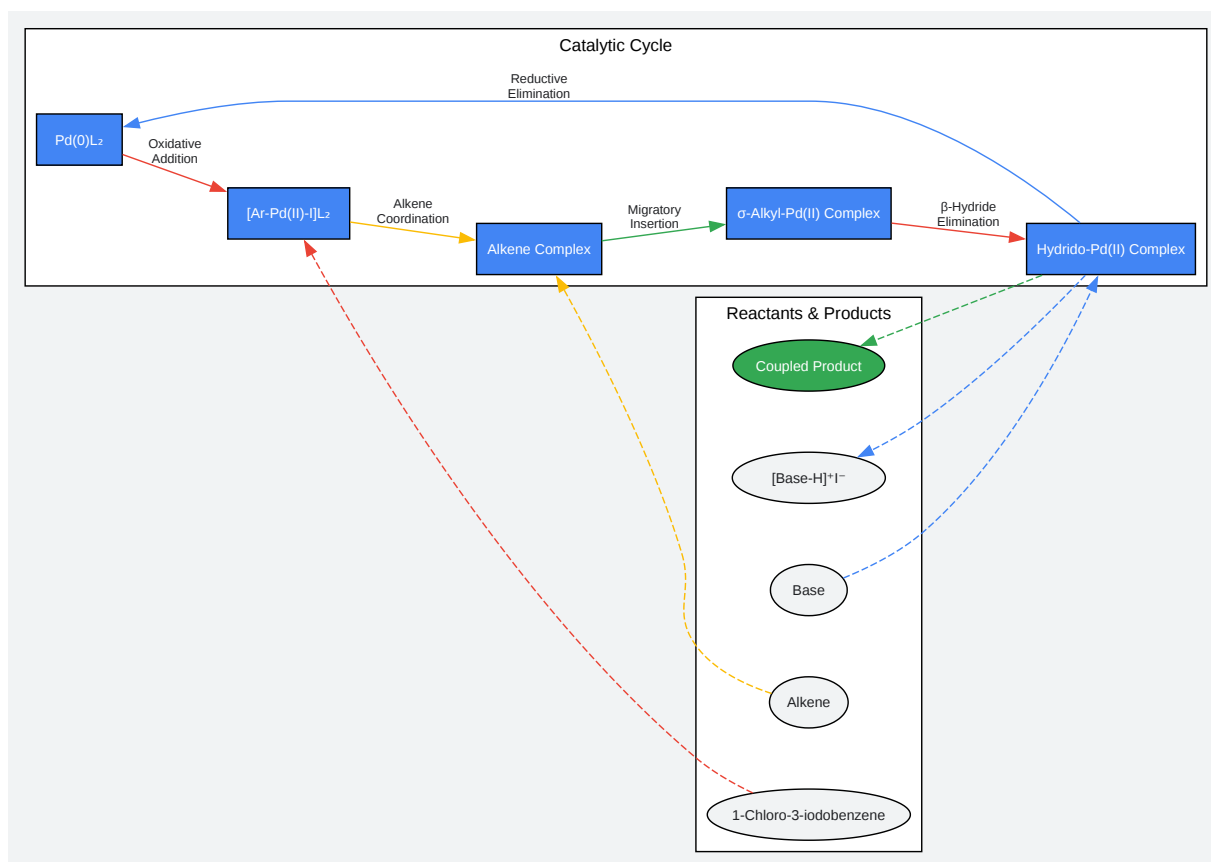 Catalytic Cycle
Reductive
Elimination
Pd(0)L₂
Oxidative
Addition
[Ar-Pd(II)-I]L₂
Alkene
Coordination
Alkene Complex
Migratory
Insertion
σ-Alkyl-Pd(II) Complex
β-Hydride
Elimination
Hydrido-Pd(II) Complex
Reactants & Products
Coupled Product
[Base-H]⁺I⁻
Base
Alkene
1-Chloro-3-iodobenzene